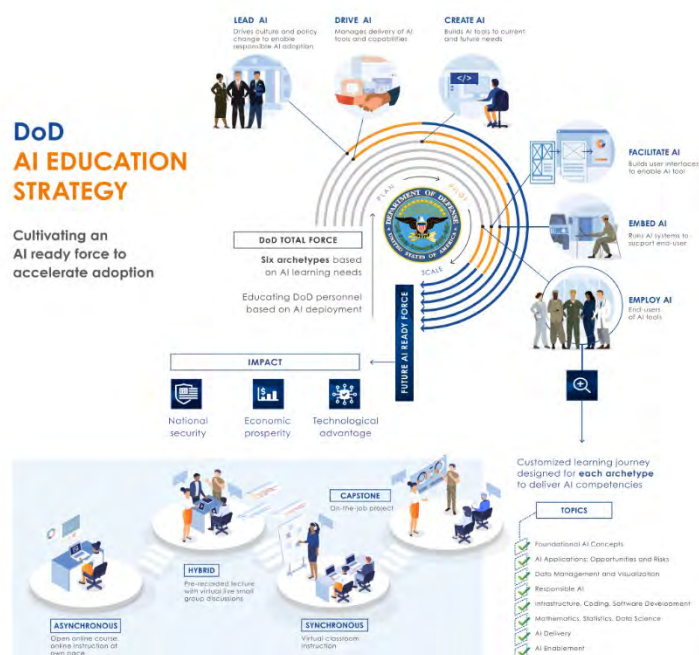 DoD
AI EDUCATION
STRATEGY
Cultivating an
AI ready force to
accelerate adoption
LEAD AI
Drives culture and policy
change to enable
responsible AI adoption
DRIVE AI
Manages delivery of AI
tools and capabilities
CREATE AI
Builds AI tools to current
and future needs
FACILITATE AI
Builds user interfaces
to enable AI tool
EMBED AI
Runs AI systems to
support end-user
EMPLOY AI
End-users
of AI tools
PLAN
PILOT
SCALE
DEPARTMENT OF DEFENSE
UNITED STATES OF AMERICA
</>
DoD TOTAL FORCE
Six archetypes based
on AI learning needs
Educating DoD personnel
based on AI deployment
FUTURE AI READY FORCE
IMPACT
National
security
Economic
prosperity
Technological
advantage
Customized learning journey
designed for each archetype
to deliver AI competencies
TOPICS
Foundational AI Concepts
AI Applications: Opportunities and Risks
Data Management and Visualization
Responsible AI
Infrastructure, Coding, Software Development
Mathematics, Statistics, Data Science
AI Delivery
AI Enablement
ASYNCHRONOUS
Open online course,
online instruction at
own pace
HYBRID
Pre-recorded lecture
with virtual live small
group discussions
SYNCHRONOUS
Virtual classroom
instruction
CAPSTONE
On-the-job project